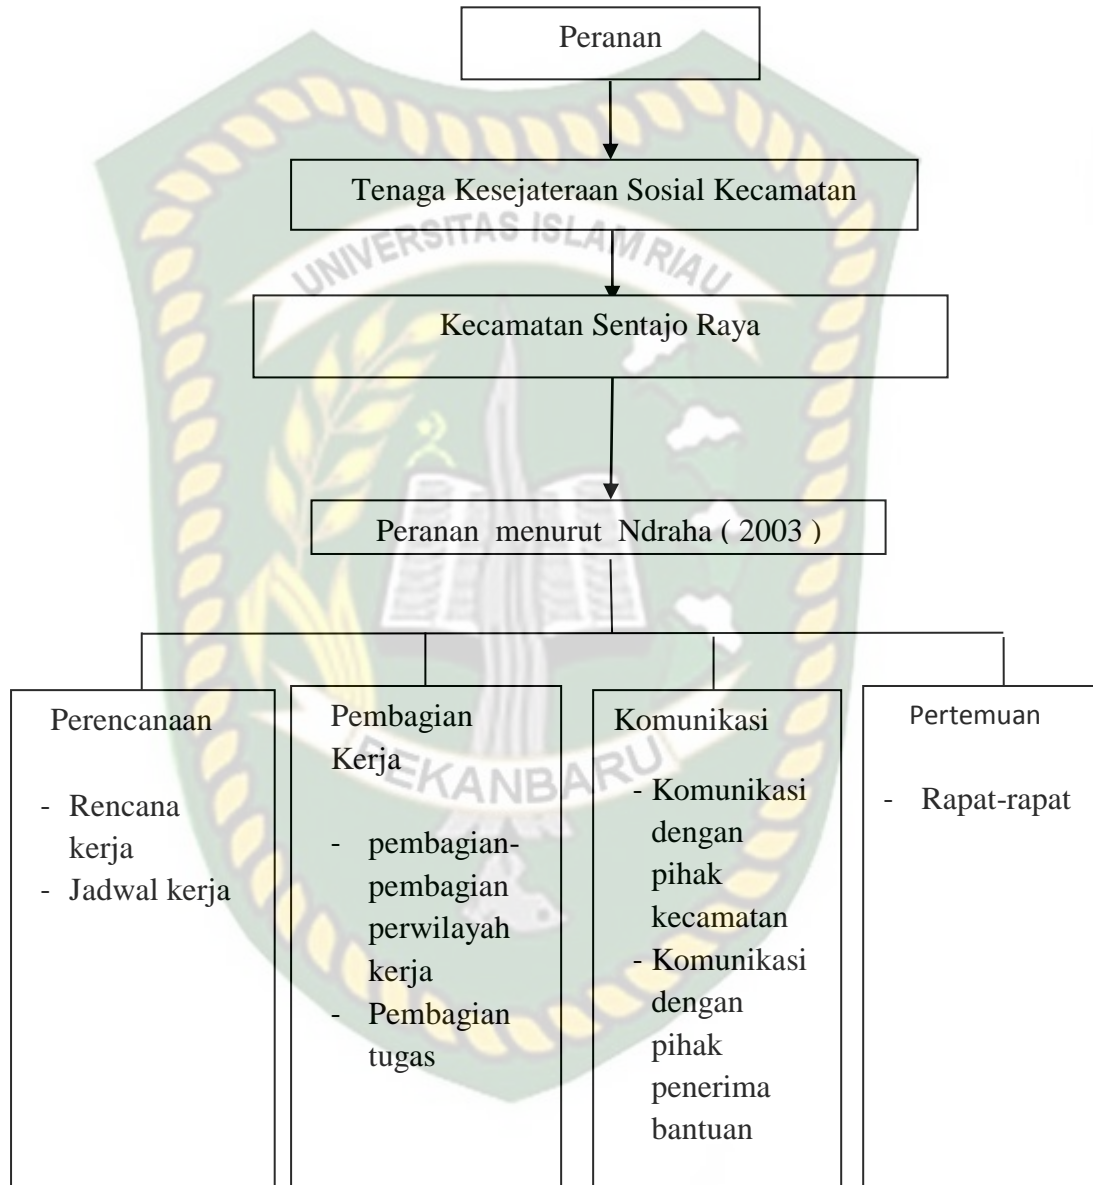 Peranan
Tenaga Kesejateraan Sosial Kecamatan
UNIVERSITAS ISLAM RIAU
Kecamatan Sentajo Raya
Peranan menurut Ndraha ( 2003 )
Perencanaan
- Rencana
kerja
- Jadwal kerja
Pembagian
Kerja
- pembagian-
pembagian
perwilayah
kerja
- Pembagian
tugas
Komunikasi
- Komunikasi
dengan
pihak
kecamatan
- Komunikasi
dengan
pihak
penerima
bantuan
Pertemuan
- Rapat-rapat
PEKANBARU